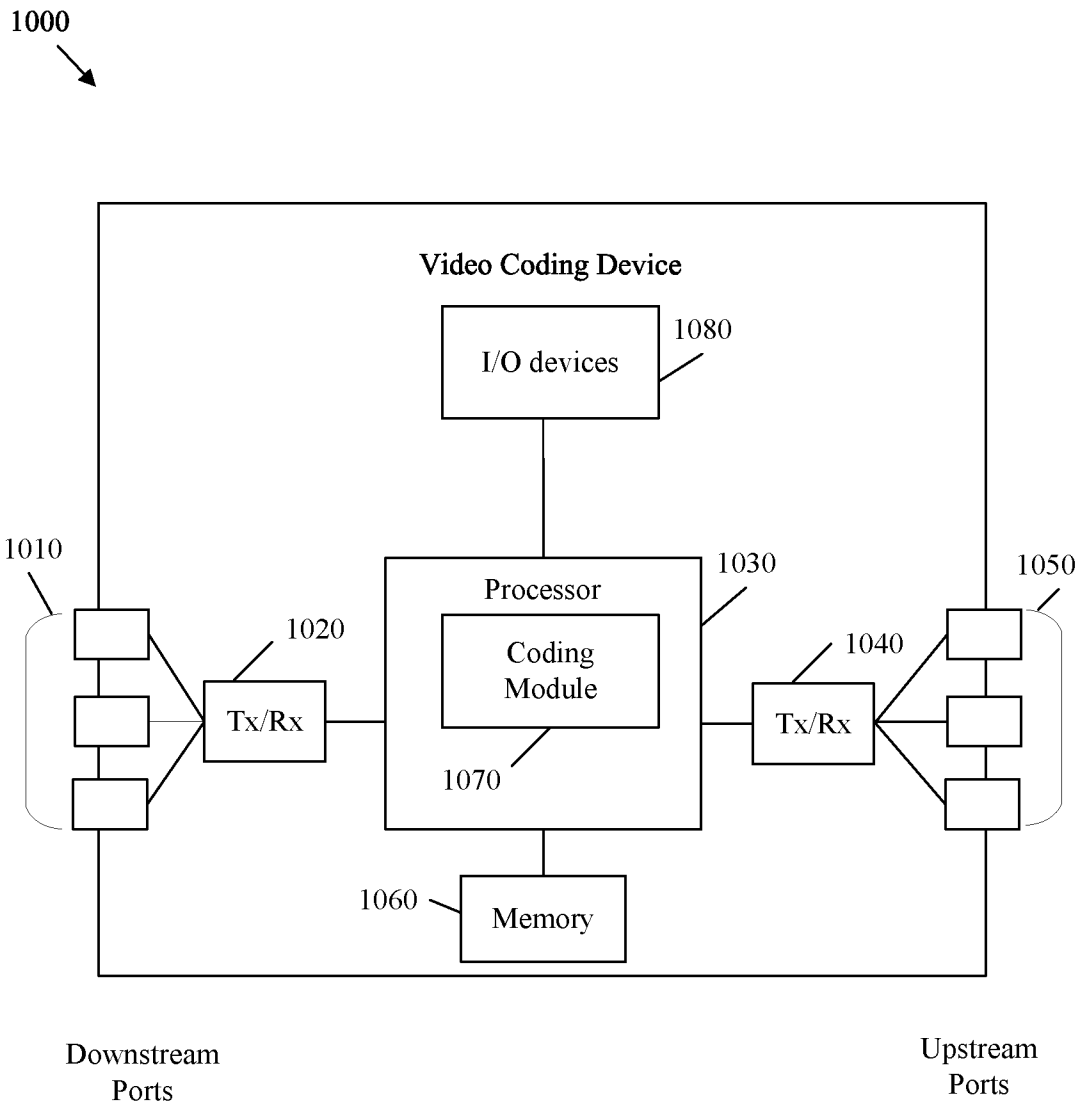 1000
Video Coding Device
I/O devices
1080
1010
Processor
1030
1050
1020
Coding
Module
1040
Tx/Rx
Tx/Rx
1070
1060
Memory
Downstream
Ports
Upstream
Ports